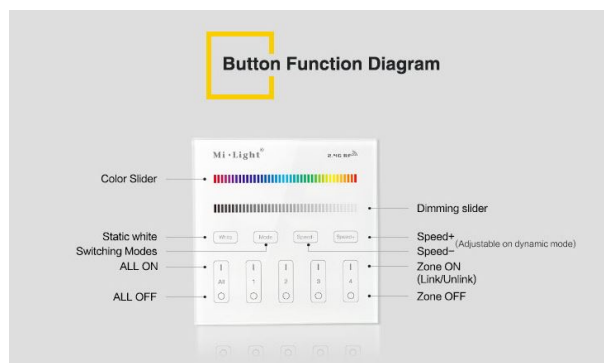 Button Function Diagram
Mi·Light®
2.4G RF
Color Slider
Dimming slider
Static white
Switching Modes
White
Mode
Speed-
Speed+
Speed+ (Adjustable on dynamic mode)
Speed−
ALL ON
Zone ON
(Link/Unlink)
All
1
2
3
4
ALL OFF
Zone OFF